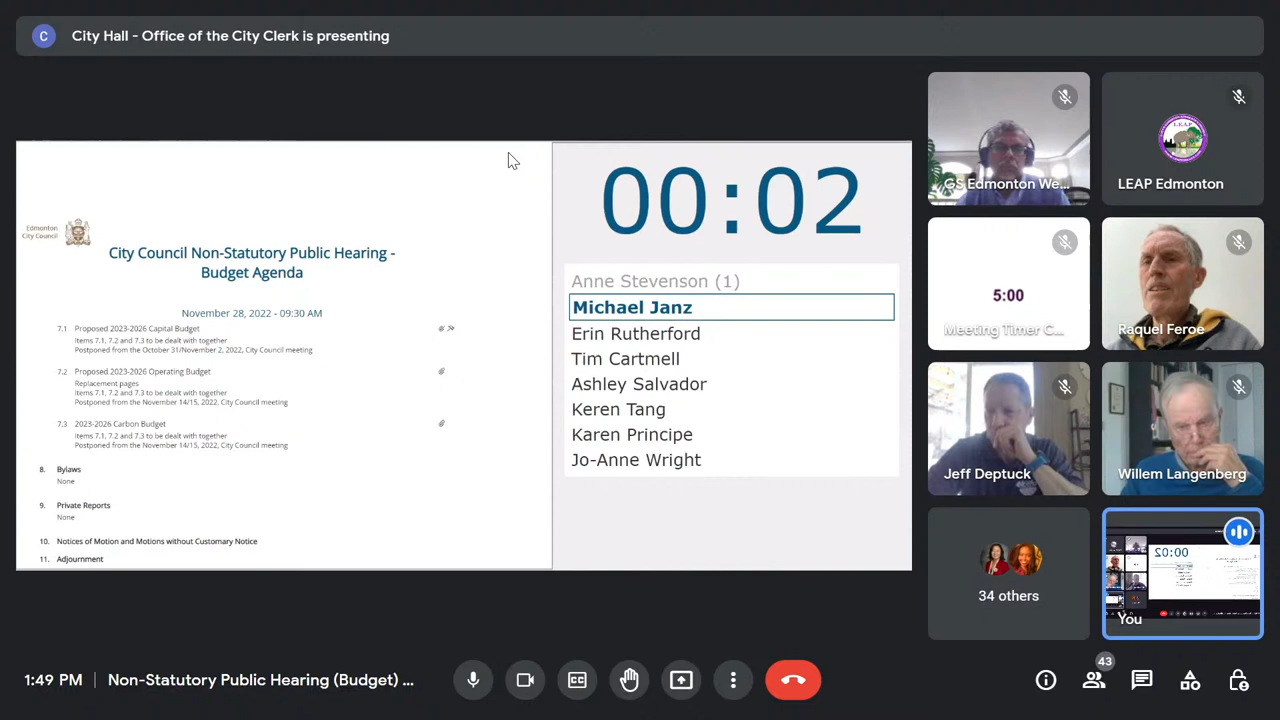 C
City Hall - Office of the City Clerk is presenting
Edmonton
City Council
City Council Non-Statutory Public Hearing -
Budget Agenda
November 28, 2022 - 09:30 AM
7.1 Proposed 2023-2026 Capital Budget
Items 7.1, 7.2 and 7.3 to be dealt with together
Postponed from the October 31/November 2, 2022, City Council meeting
7.2 Proposed 2023-2026 Operating Budget
Replacement pages
Items 7.1, 7.2 and 7.3 to be dealt with together
Postponed from the November 14/15, 2022, City Council meeting
7.3 2023-2026 Carbon Budget
Items 7.1, 7.2 and 7.3 to be dealt with together
Postponed from the November 14/15, 2022, City Council meeting
8. Bylaws
None
9. Private Reports
None
10. Notices of Motion and Motions without Customary Notice
11. Adjournment
00:02
Anne Stevenson (1)
Michael Janz
Erin Rutherford
Tim Cartmell
Ashley Salvador
Keren Tang
Karen Principe
Jo-Anne Wright
GS Edmonton We...
L.E.A.P
LEAP Edmonton
5:00
Meeting Timer C...
Raquel Feroe
Jeff Deptuck
Willem Langenberg
34 others
00:02
You
1:49 PM | Non-Statutory Public Hearing (Budget) ...
CC
43